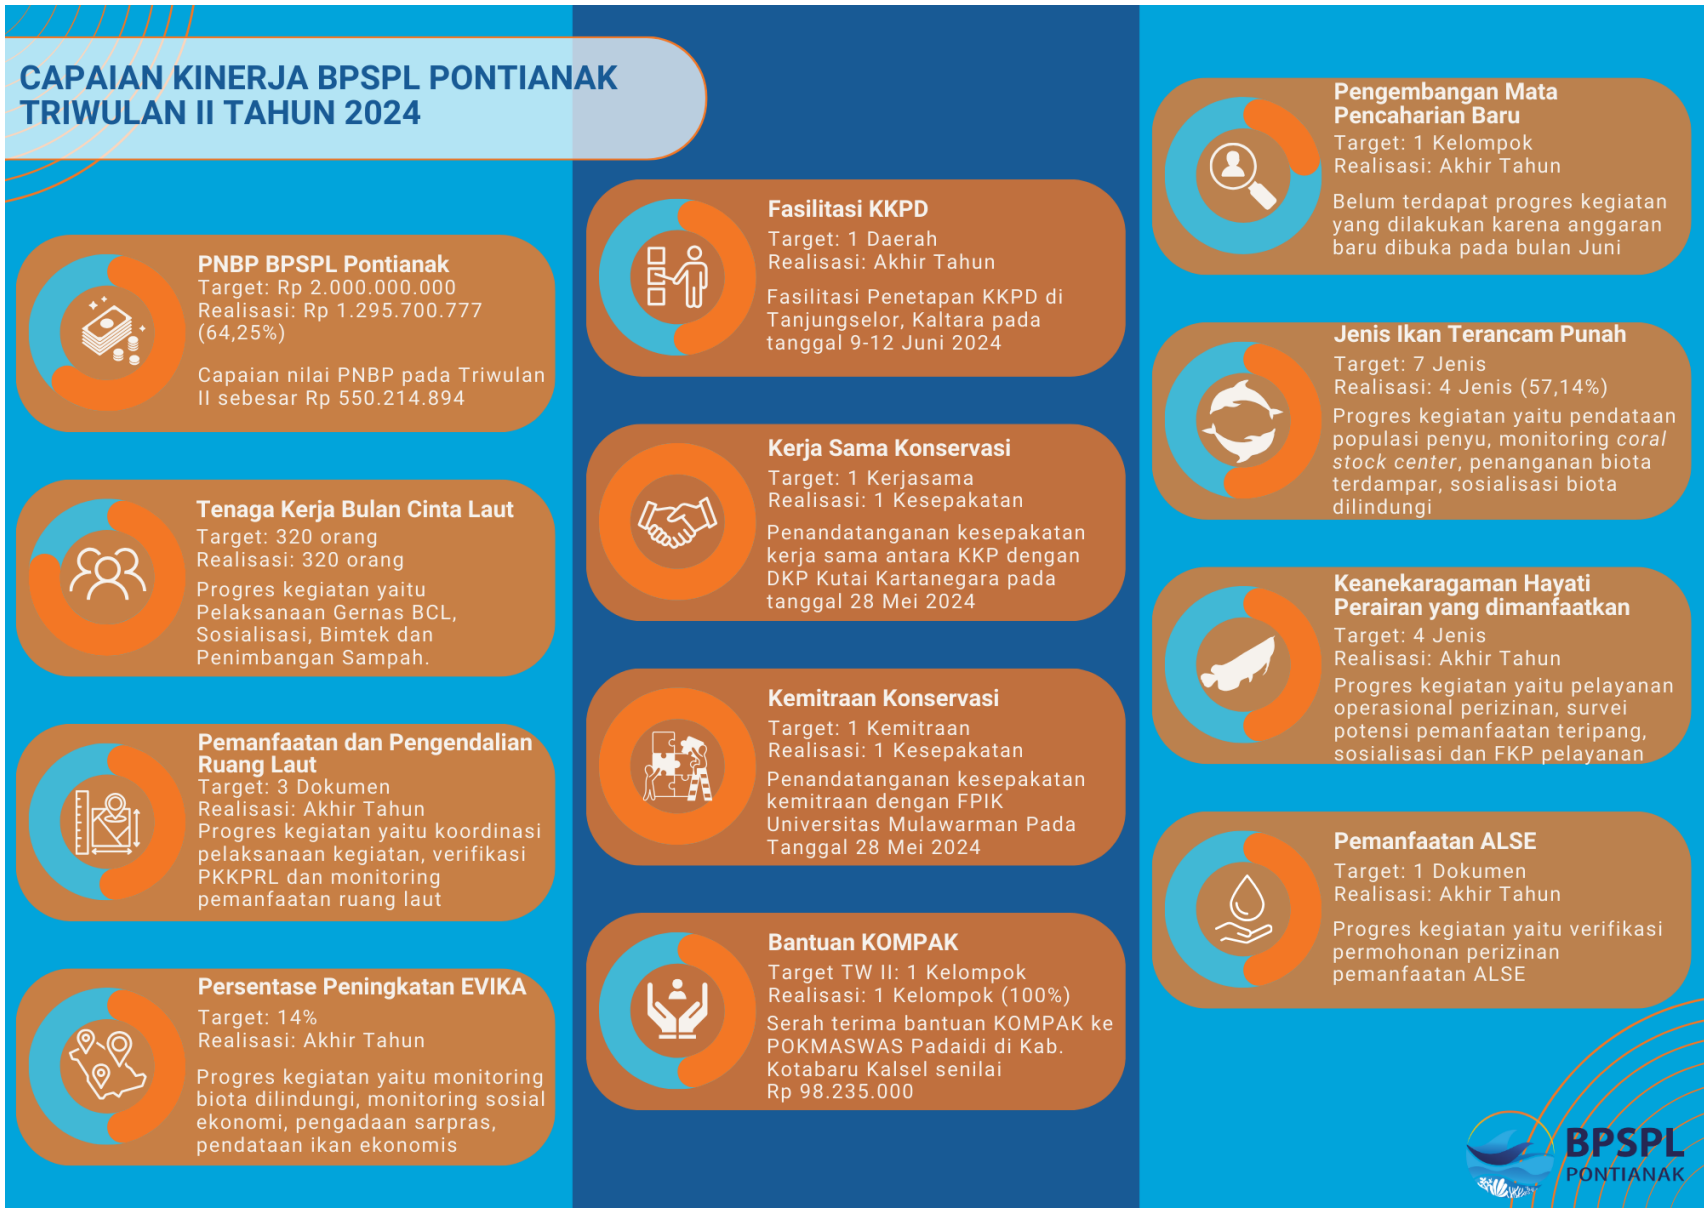 CAPAIAN KINERJA BPSPL PONTIANAK
TRIWULAN II TAHUN 2024
PNBP BPSPL Pontianak
Target: Rp 2.000.000.000
Realisasi: Rp 1.295.700.777
(64,25%)
Capaian nilai PNBP pada Triwulan
II sebesar Rp 550.214.894
Tenaga Kerja Bulan Cinta Laut
Target: 320 orang
Realisasi: 320 orang
Progres kegiatan yaitu
Pelaksanaan Gernas BCL,
Sosialisasi, Bimtek dan
Penimbangan Sampah.
Pemanfaatan dan Pengendalian
Ruang Laut
Target: 3 Dokumen
Realisasi: Akhir Tahun
Progres kegiatan yaitu koordinasi
pelaksanaan kegiatan, verifikasi
PKKPRL dan monitoring
pemanfaatan ruang laut
Persentase Peningkatan EVIKA
Target: 14%
Realisasi: Akhir Tahun
Progres kegiatan yaitu monitoring
biota dilindungi, monitoring sosial
ekonomi, pengadaan sarpras,
pendataan ikan ekonomis
Fasilitasi KKPD
Target: 1 Daerah
Realisasi: Akhir Tahun
Fasilitasi Penetapan KKPD di
Tanjungselor, Kaltara pada
tanggal 9-12 Juni 2024
Kerja Sama Konservasi
Target: 1 Kerjasama
Realisasi: 1 Kesepakatan
Penandatanganan kesepakatan
kerja sama antara KKP dengan
DKP Kutai Kartanegara pada
tanggal 28 Mei 2024
Kemitraan Konservasi
Target: 1 Kemitraan
Realisasi: 1 Kesepakatan
Penandatanganan kesepakatan
kemitraan dengan FPIK
Universitas Mulawarman Pada
Tanggal 28 Mei 2024
Bantuan KOMPAK
Target TW II: 1 Kelompok
Realisasi: 1 Kelompok (100%)
Serah terima bantuan KOMPAK ke
POKMASWAS Padaidi di Kab.
Kotabaru Kalsel senilai
Rp 98.235.000
Pengembangan Mata
Pencaharian Baru
Target: 1 Kelompok
Realisasi: Akhir Tahun
Belum terdapat progres kegiatan
yang dilakukan karena anggaran
baru dibuka pada bulan Juni
Jenis Ikan Terancam Punah
Target: 7 Jenis
Realisasi: 4 Jenis (57,14%)
Progres kegiatan yaitu pendataan
populasi penyu, monitoring coral
stock center, penanganan biota
terdampar, sosialisasi biota
dilindungi
Keanekaragaman Hayati
Perairan yang dimanfaatkan
Target: 4 Jenis
Realisasi: Akhir Tahun
Progres kegiatan yaitu pelayanan
operasional perizinan, survei
potensi pemanfaatan teripang,
sosialisasi dan FKP pelayanan
Pemanfaatan ALSE
Target: 1 Dokumen
Realisasi: Akhir Tahun
Progres kegiatan yaitu verifikasi
permohonan perizinan
pemanfaatan ALSE
BPSPL
PONTIANAK